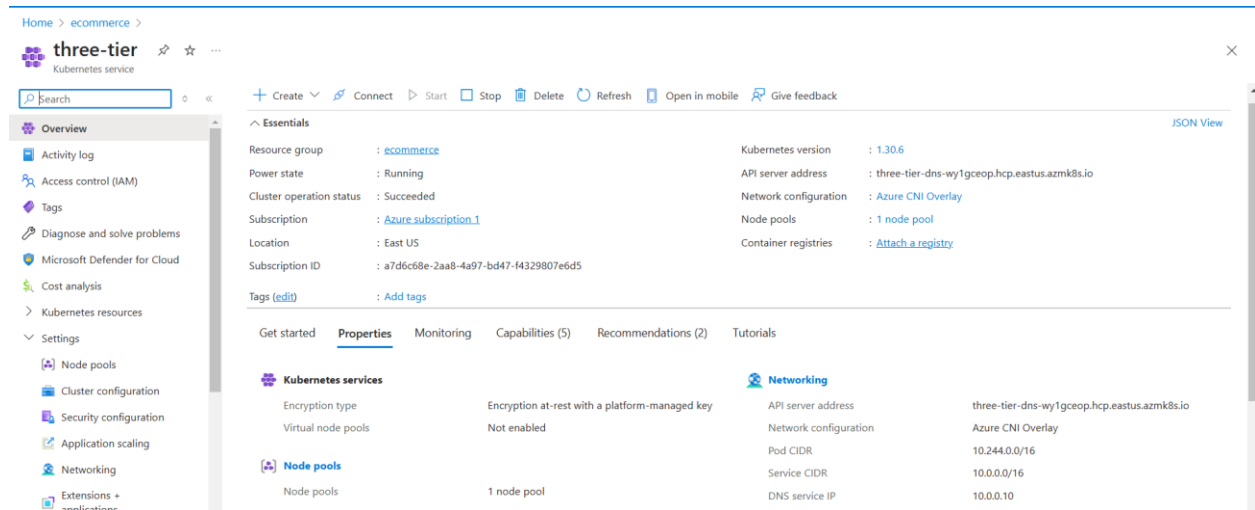 Home > ecommerce >
three-tier
Kubernetes service
Search
Overview
Activity log
Access control (IAM)
Tags
Diagnose and solve problems
Microsoft Defender for Cloud
Cost analysis
Kubernetes resources
Settings
Node pools
Cluster configuration
Security configuration
Application scaling
Networking
Extensions +
applications
Create Connect Start Stop Delete Refresh Open in mobile Give feedback
Essentials JSON View
Resource group : ecommerce
Power state : Running
Cluster operation status : Succeeded
Subscription : Azure subscription 1
Location : East US
Subscription ID : a7d6c68e-2aa8-4a97-bd47-f4329807e6d5
Kubernetes version : 1.30.6
API server address : three-tier-dns-wy1gceop.hcp.eastus.azmk8s.io
Network configuration : Azure CNI Overlay
Node pools : 1 node pool
Container registries : Attach a registry
Tags (edit) : Add tags
Get started Properties Monitoring Capabilities (5) Recommendations (2) Tutorials
Kubernetes services
Encryption type Encryption at-rest with a platform-managed key
Virtual node pools Not enabled
Node pools
Node pools 1 node pool
Networking
API server address three-tier-dns-wy1gceop.hcp.eastus.azmk8s.io
Network configuration Azure CNI Overlay
Pod CIDR 10.244.0.0/16
Service CIDR 10.0.0.0/16
DNS service IP 10.0.0.10